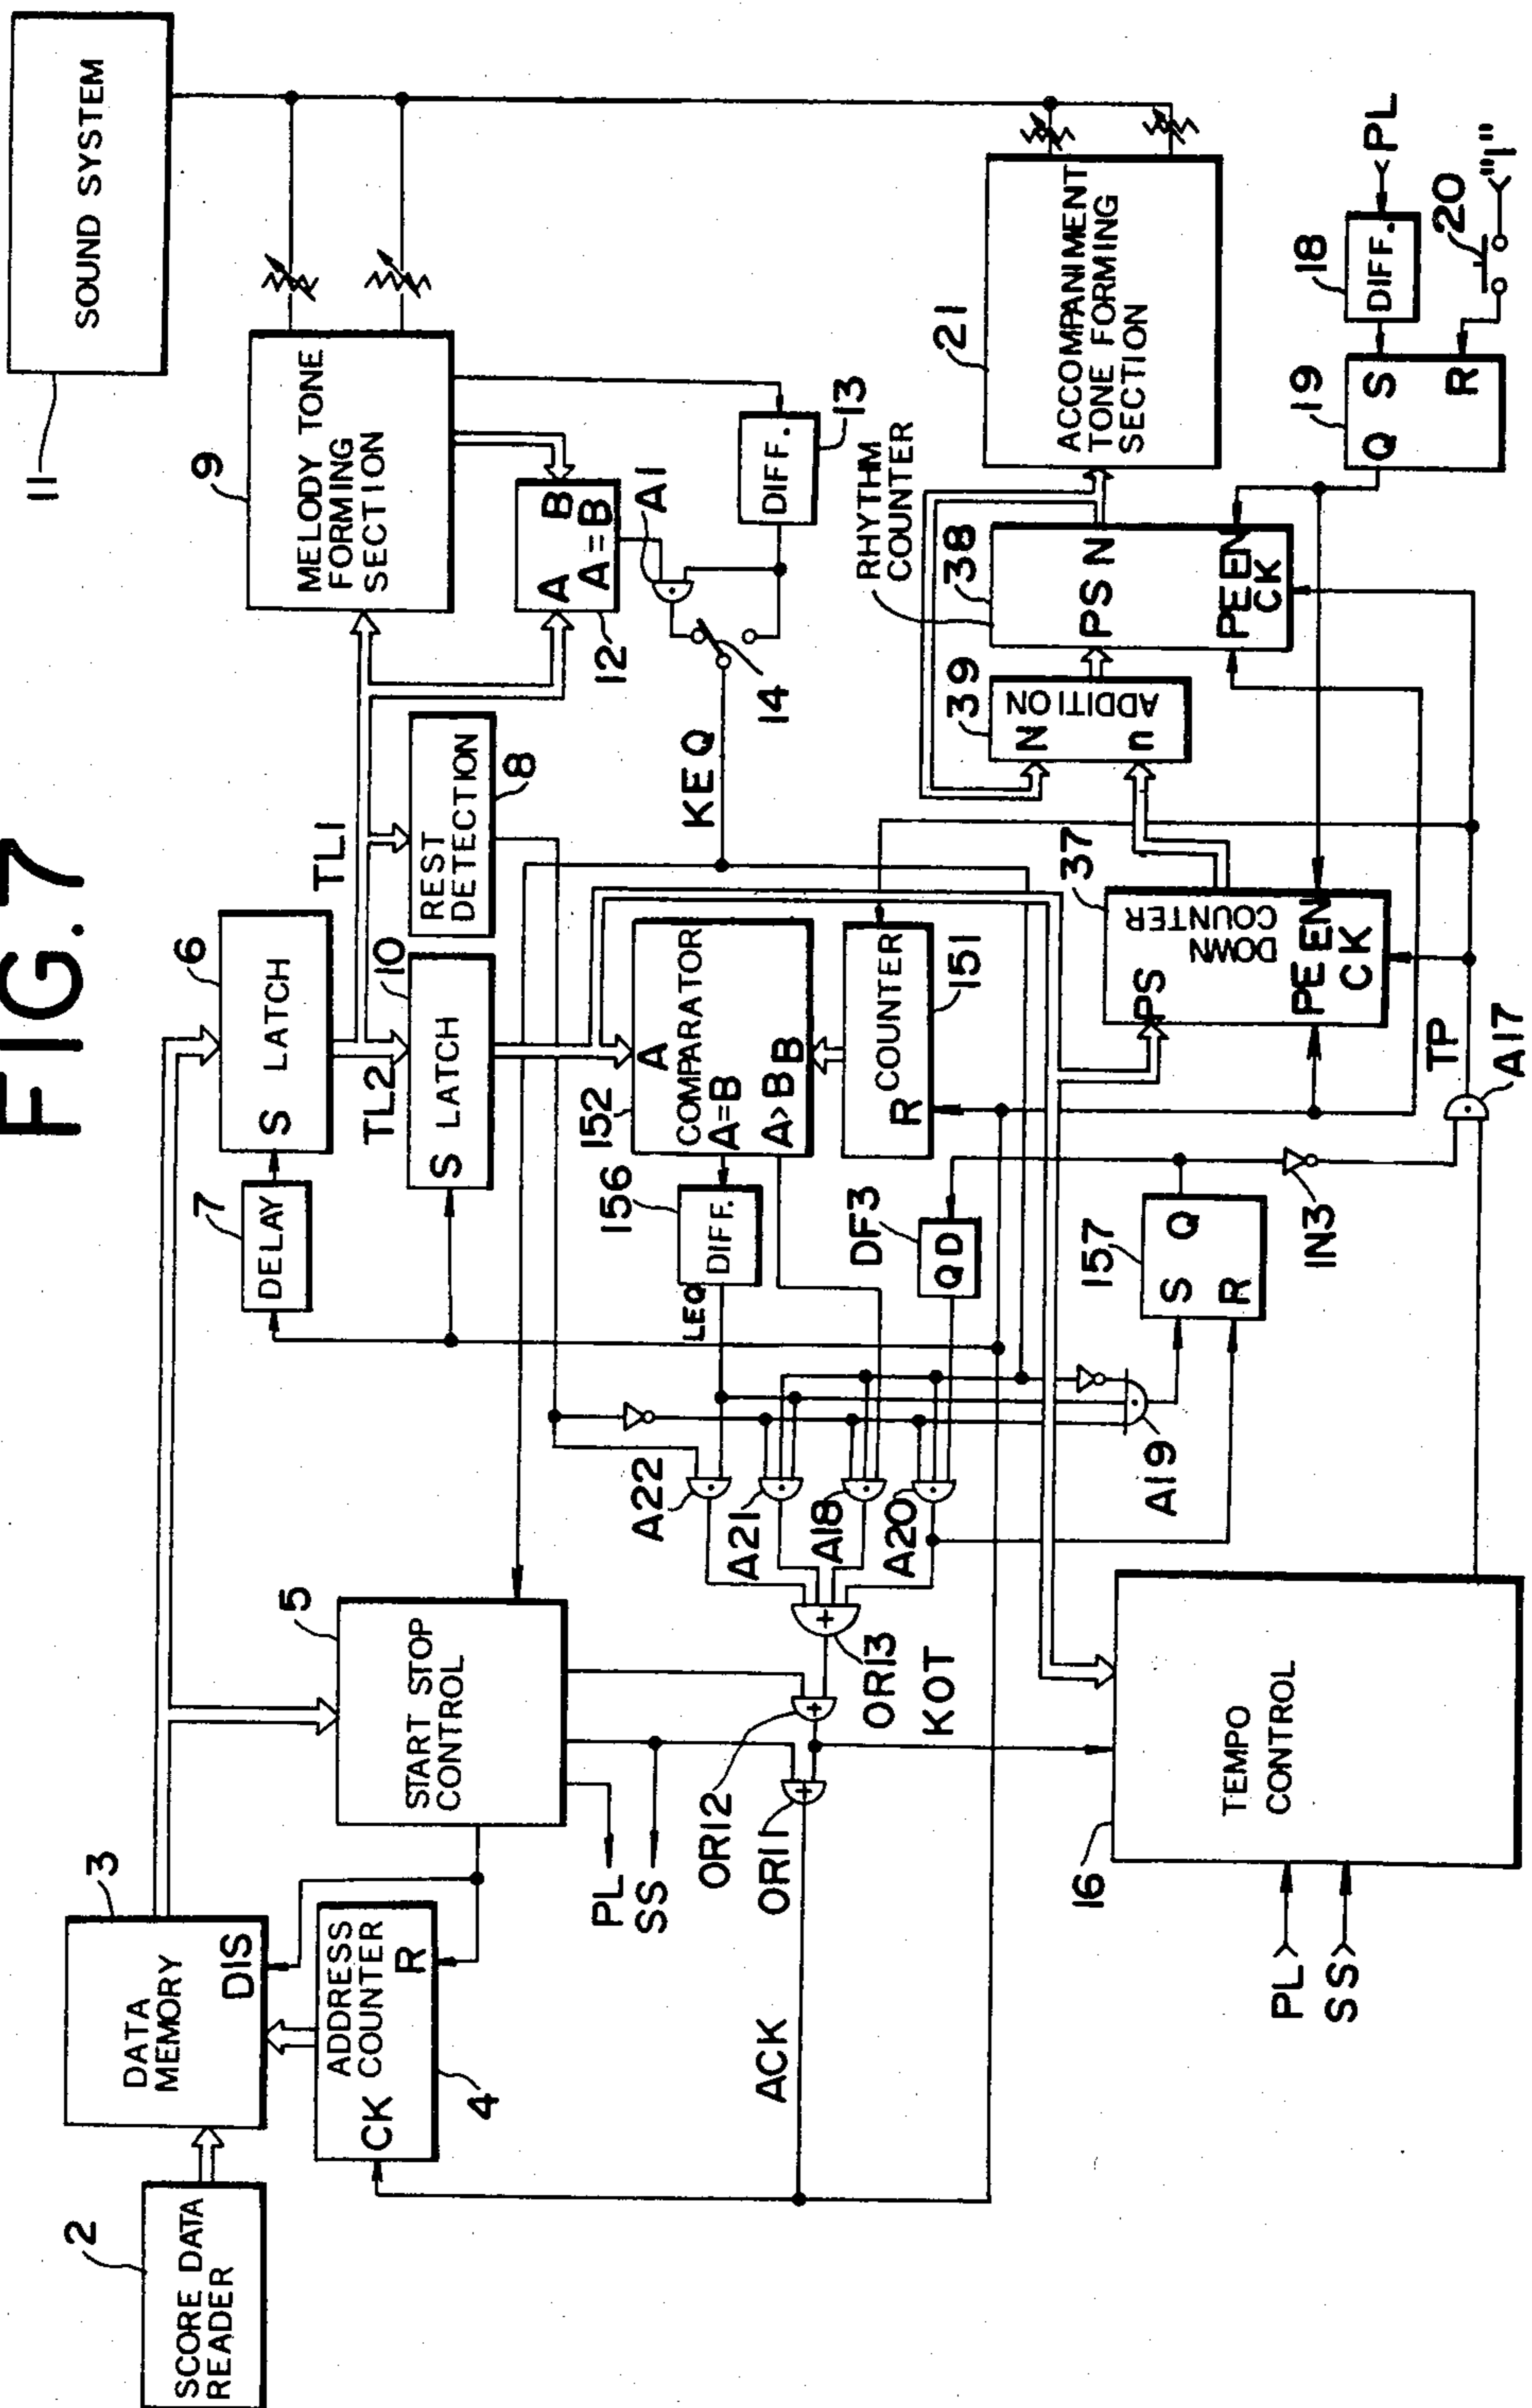 FIG.7
2
SCORE DATA
READER
3
DATA
MEMORY
DIS
ADDRESS
COUNTER
CK
R
4
5
START STOP
CONTROL
PL
SS
6
S LATCH
7
DELAY
TL1
TL2
10
S LATCH
REST
DETECTION
8
9
MELODY TONE
FORMING
SECTION
11
SOUND SYSTEM
A
B
A=B
12
A1
DIFF.
13
14
KEQ
152
A
COMPARATOR
A=B
A>B
B
156
DIFF.
LEQ
COUNTER
R
151
DF3
Q D
157
S Q
R
IN3
A22
A21
A18
A20
A19
OR13
KOT
OR12
OR11
ACK
16
TEMPO
CONTROL
PL
SS
TP
A17
37
DOWN
COUNTER
PS
PE EN
CK
39
ADDITION
N
n
RHYTHM
COUNTER
38
PS N
PE EN
CK
21
ACCOMPANIMENT
TONE FORMING
SECTION
18
DIFF.
PL
19
Q S
R
20
"1"